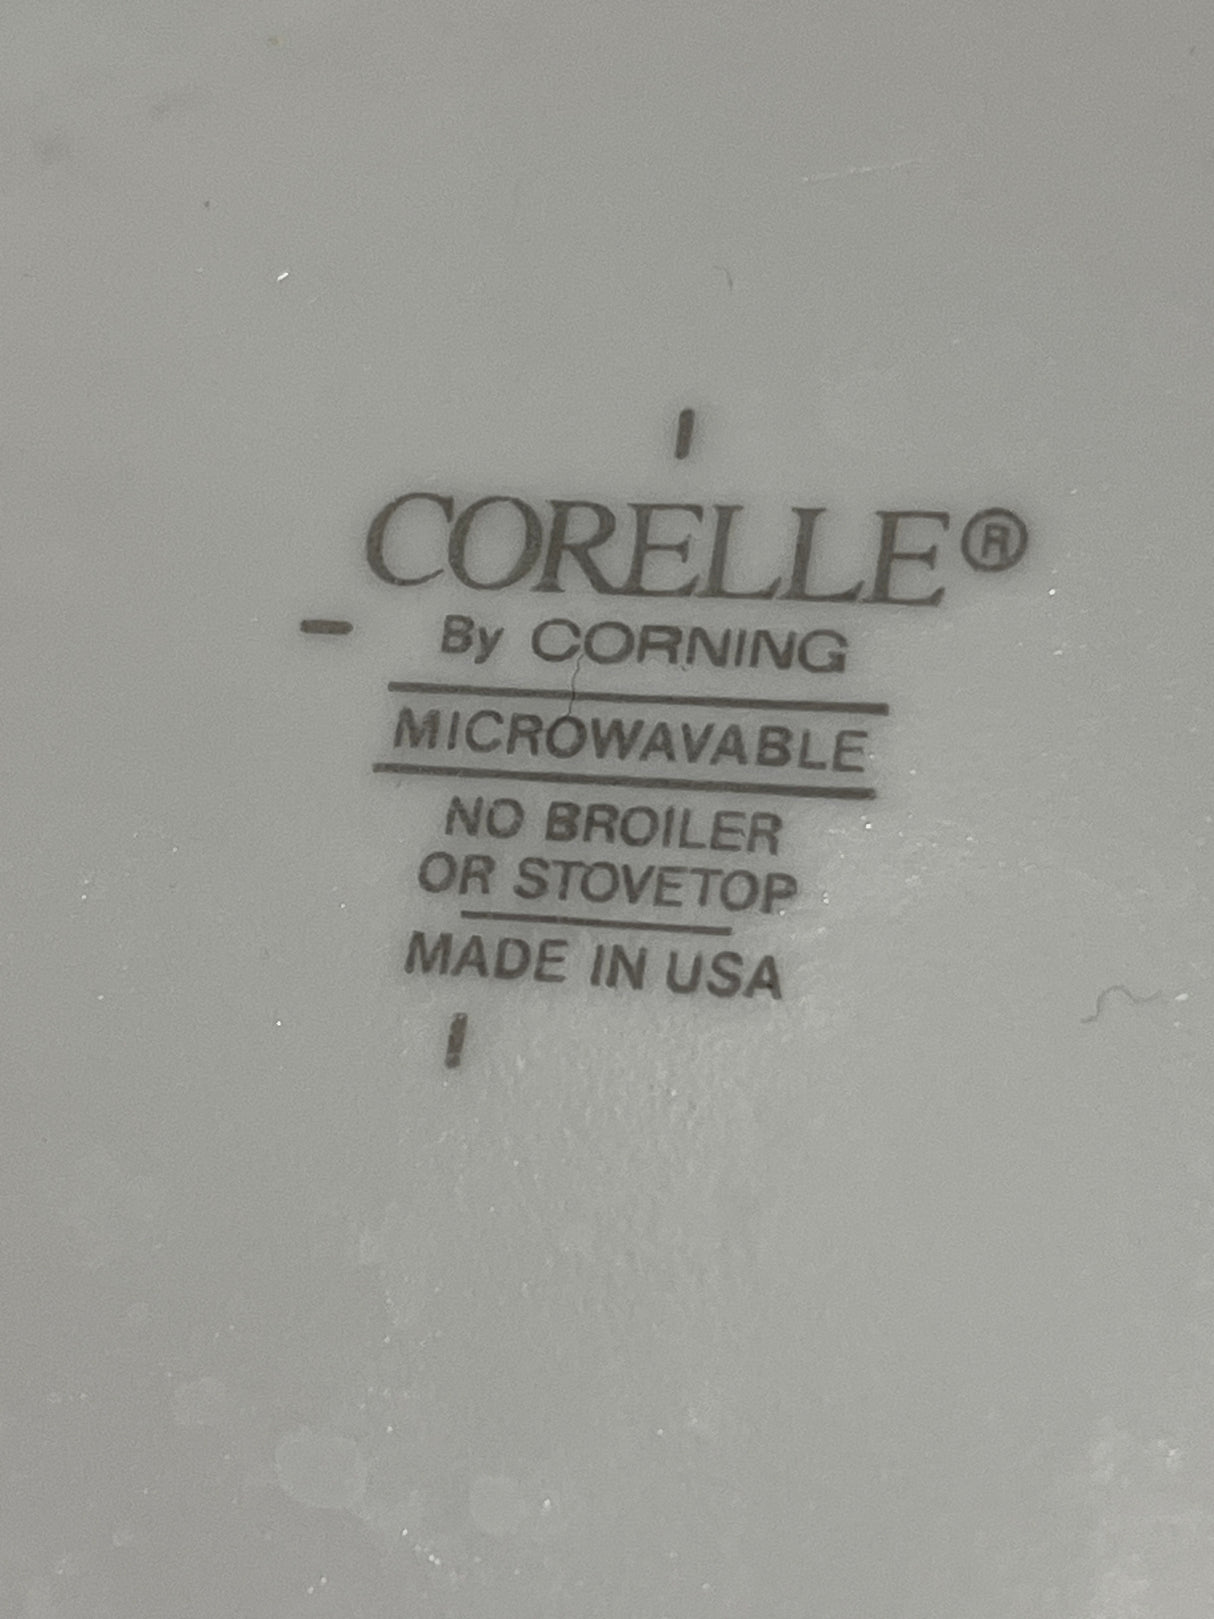 CORELLE®
By CORNING
MICROWAVABLE
NO BROILER
OR STOVETOP
MADE IN USA